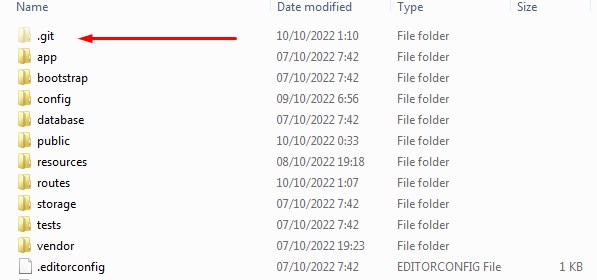 Name Date modified Type Size
.git 10/10/2022 1:10 File folder
app 07/10/2022 7:42 File folder
bootstrap 07/10/2022 7:42 File folder
config 09/10/2022 6:56 File folder
database 07/10/2022 7:42 File folder
public 10/10/2022 0:33 File folder
resources 08/10/2022 19:18 File folder
routes 10/10/2022 1:07 File folder
storage 07/10/2022 7:42 File folder
tests 07/10/2022 7:42 File folder
vendor 07/10/2022 19:23 File folder
.editorconfig 07/10/2022 7:42 EDITORCONFIG File 1 KB